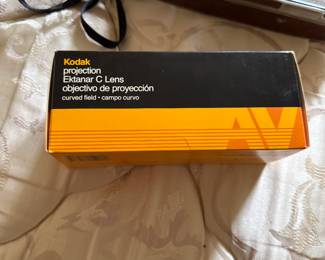 Kodak
projection
Ektanar C Lens
objectivo de proyección
curved field • campo curvo
AV